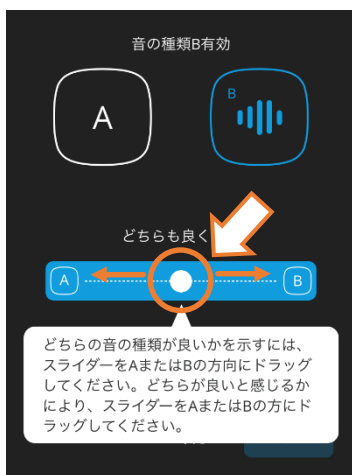 音の種類B有効
A
B
どちらも良く
A
B
どちらの音の種類が良いかを示すには、
スライダーをAまたはBの方向にドラッグ
してください。どちらが良いと感じるか
により、スライダーをAまたはBの方にド
ラッグしてください。